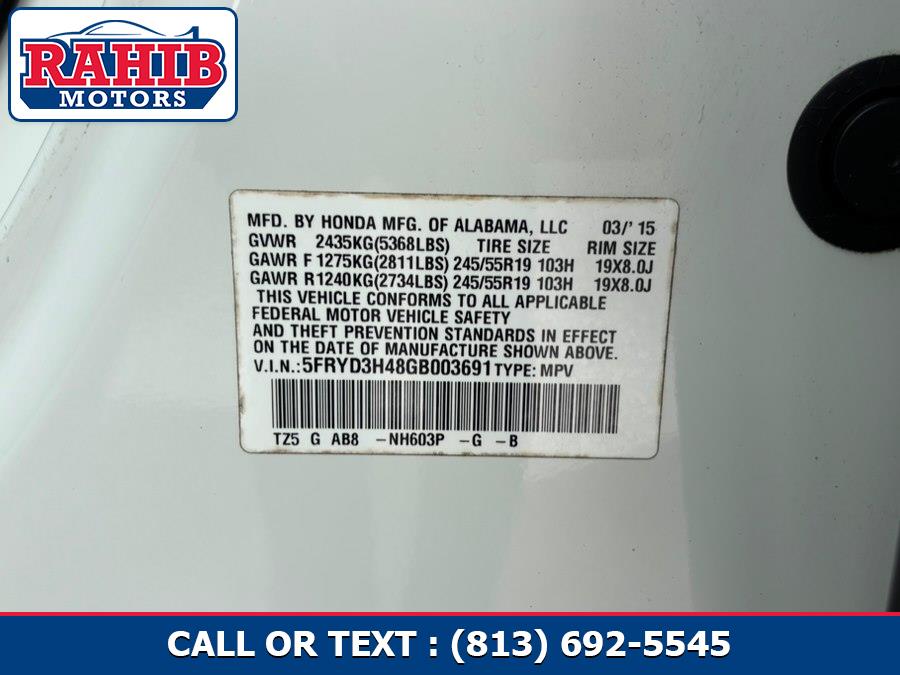 RAHIB
MOTORS
MFD. BY HONDA MFG. OF ALABAMA, LLC 03/' 15
GVWR 2435KG(5368LBS) TIRE SIZE RIM SIZE
GAWR F 1275KG(2811LBS) 245/55R19 103H 19X8.0J
GAWR R1240KG(2734LBS) 245/55R19 103H 19X8.0J
THIS VEHICLE CONFORMS TO ALL APPLICABLE
FEDERAL MOTOR VEHICLE SAFETY
AND THEFT PREVENTION STANDARDS IN EFFECT
ON THE DATE OF MANUFACTURE SHOWN ABOVE.
V.I.N.:5FRYD3H48GB003691 TYPE: MPV
TZ5 G AB8 -NH603P -G -B
CALL OR TEXT : (813) 692-5545